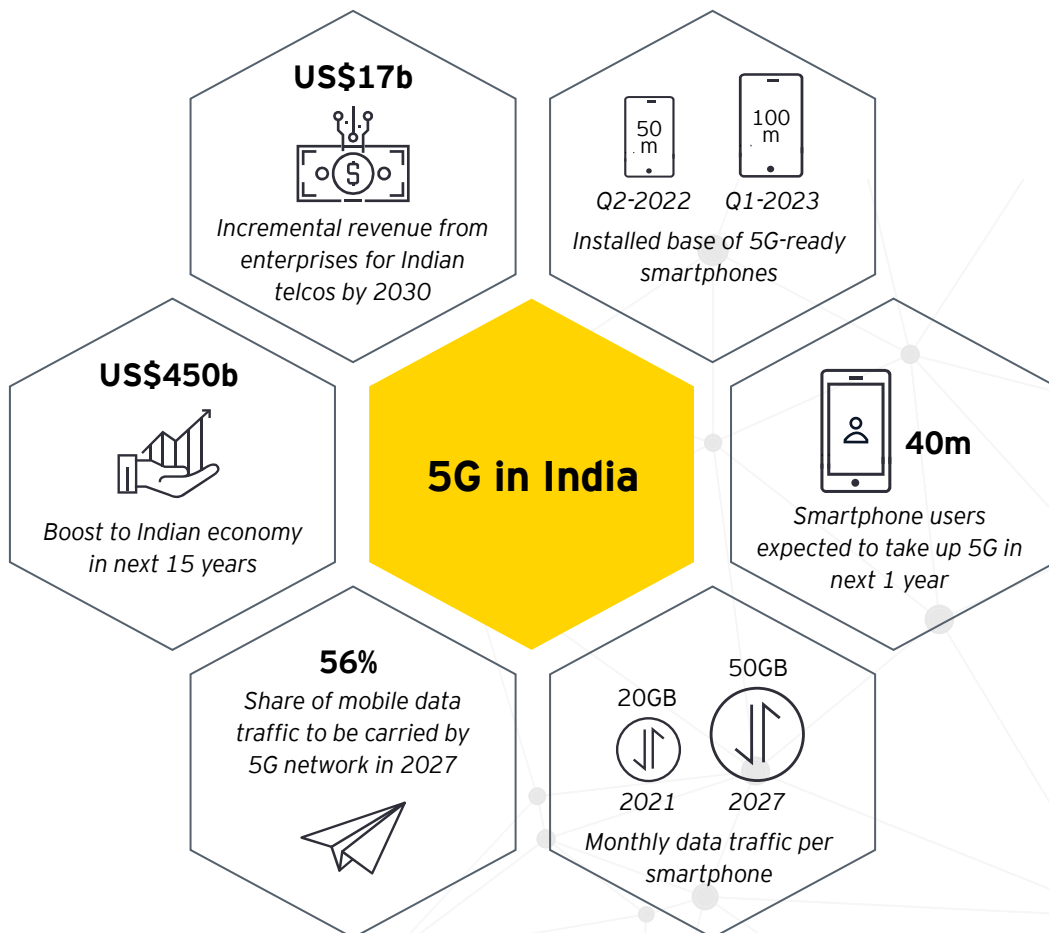 US$17b
Incremental revenue from
enterprises for Indian
telcos by 2030
50
m
100
m
Q2-2022
Q1-2023
Installed base of 5G-ready
smartphones
US$450b
Boost to Indian economy
in next 15 years
5G in India
40m
Smartphone users
expected to take up 5G in
next 1 year
56%
Share of mobile data
traffic to be carried by
5G network in 2027
20GB
50GB
2021
2027
Monthly data traffic per
smartphone